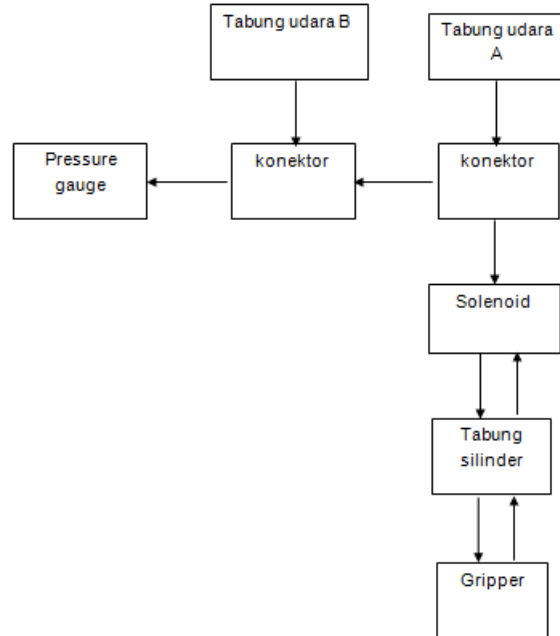 Tabung udara B
Tabung udara
A
Pressure
gauge
konektor
konektor
Solenoid
Tabung
silinder
Gripper